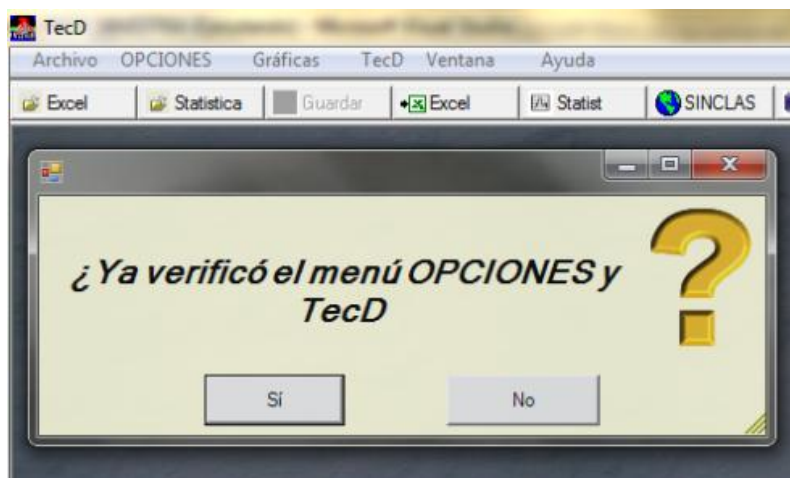 TecD
Archivo OPCIONES Gráficas TecD Ventana Ayuda
Excel Statistica Guardar Excel Statist SINCLAS
¿Ya verificó el menú OPCIONES y
TecD
?
Sí No